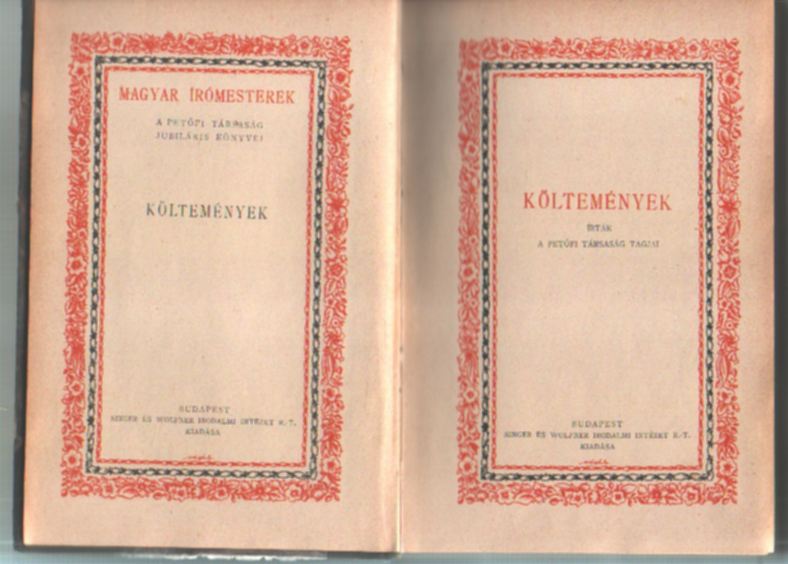 MAGYAR ÍRÓMESTEREK
A PETŐFI TÁRSASÁG
JUBILÁRIS KÖNYVEI
KÖLTEMÉNYEK
BUDAPEST
SINGER ÉS WOLFNER IRODALMI INTÉZET R.-T.
KIADÁSA
KÖLTEMÉNYEK
ÍRTÁK
A PETŐFI TÁRSASÁG TAGJAI
BUDAPEST
SINGER ÉS WOLFNER IRODALMI INTÉZET R.-T.
KIADÁSA